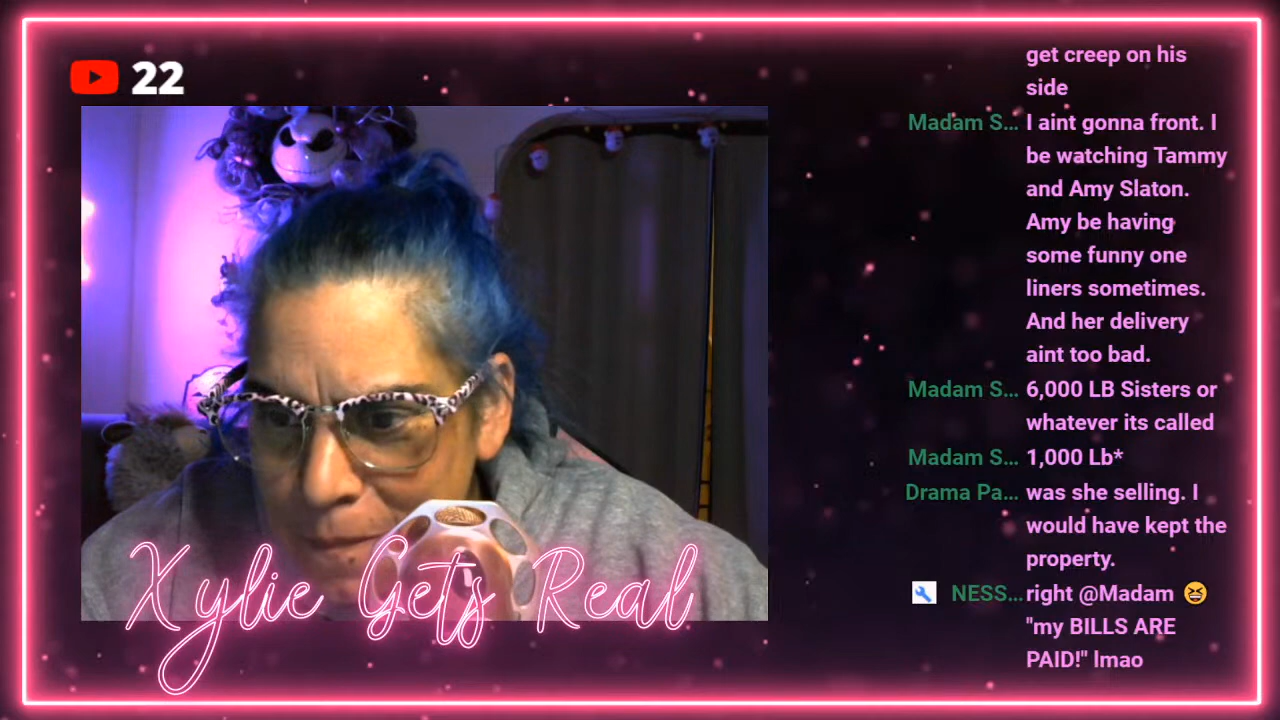 22
get creep on his
side
Madam S... I aint gonna front. I
be watching Tammy
and Amy Slaton.
Amy be having
some funny one
liners sometimes.
And her delivery
aint too bad.
Madam S... 6,000 LB Sisters or
whatever its called
Madam S... 1,000 Lb*
Drama Pa... was she selling. I
would have kept the
property.
NESS... right @Madam 😆
"my BILLS ARE
PAID!" lmao
Xylie Gets Real